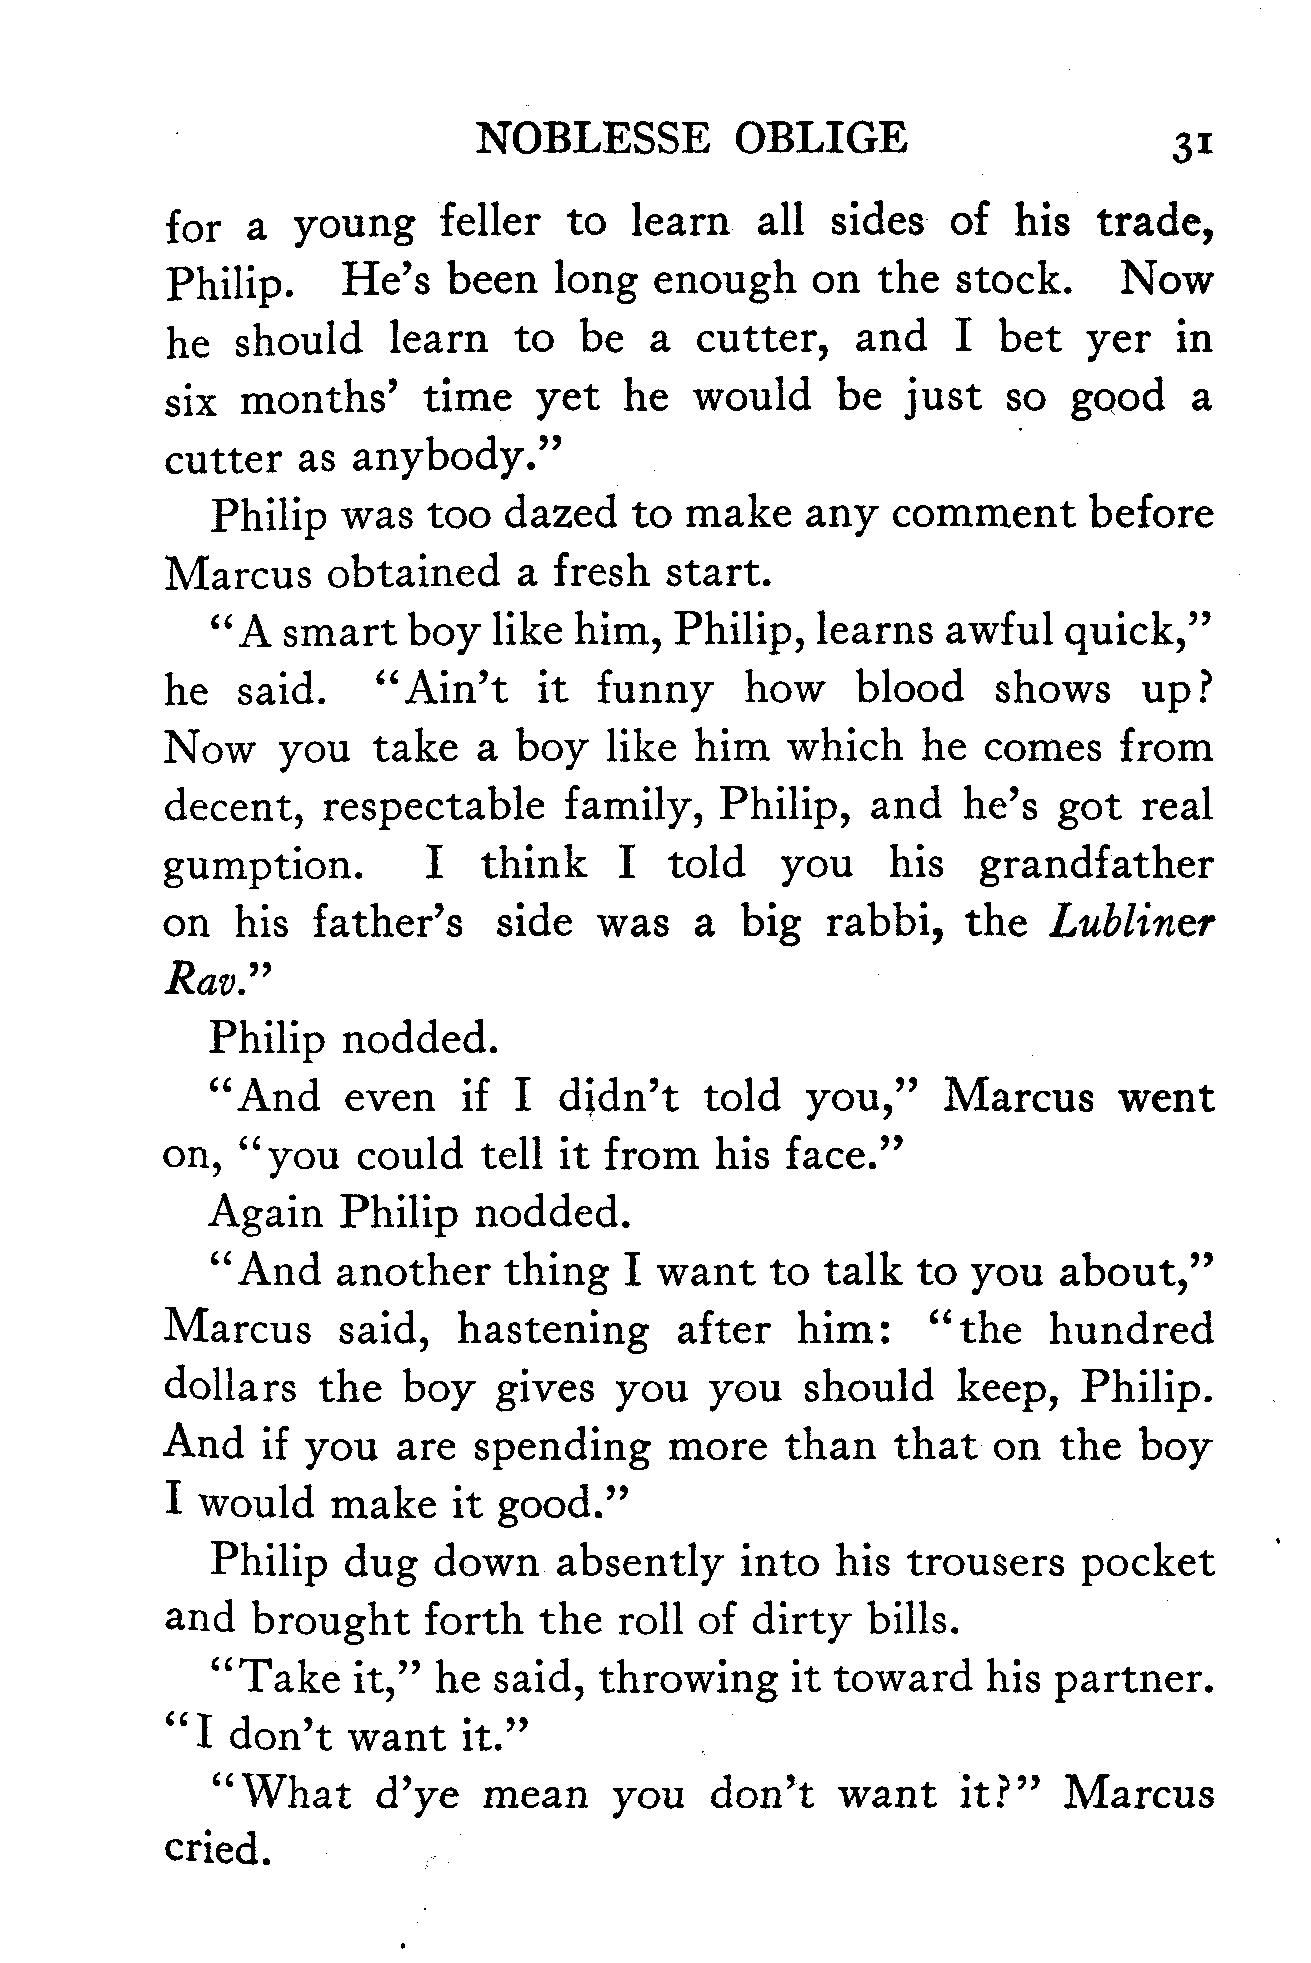 NOBLESSE OBLIGE 31
for a young feller to learn all sides of his trade,
Philip. He's been long enough on the stock. Now
he should learn to be a cutter, and I bet yer in
six months' time yet he would be just so good a
cutter as anybody."
Philip was too dazed to make any comment before
Marcus obtained a fresh start.
"A smart boy like him, Philip, learns awful quick,"
he said. "Ain't it funny how blood shows up?
Now you take a boy like him which he comes from
decent, respectable family, Philip, and he's got real
gumption. I think I told you his grandfather
on his father's side was a big rabbi, the Lubliner
Rav."
Philip nodded.
"And even if I didn't told you," Marcus went
on, "you could tell it from his face."
Again Philip nodded.
"And another thing I want to talk to you about,"
Marcus said, hastening after him: "the hundred
dollars the boy gives you you should keep, Philip.
And if you are spending more than that on the boy
I would make it good."
Philip dug down absently into his trousers pocket
and brought forth the roll of dirty bills.
"Take it," he said, throwing it toward his partner.
"I don't want it."
"What d'ye mean you don't want it?" Marcus
cried.